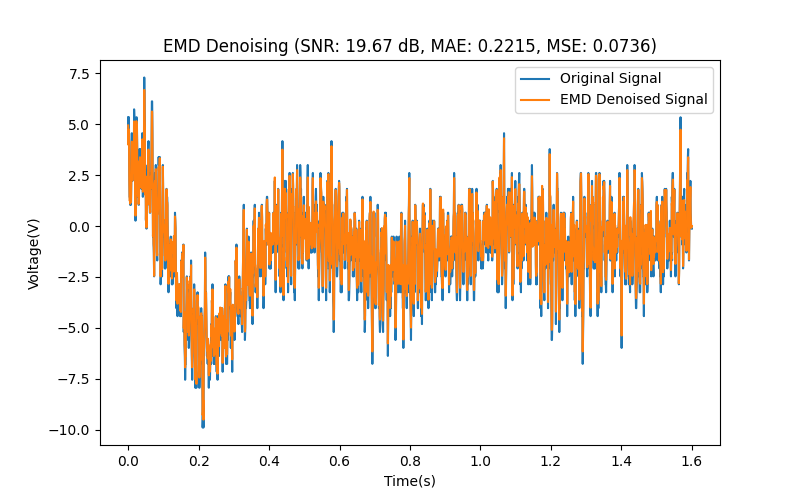 EMD Denoising (SNR: 19.67 dB, MAE: 0.2215, MSE: 0.0736)
Original Signal
EMD Denoised Signal
7.5
5.0
2.5
0.0
−2.5
−5.0
−7.5
−10.0
Voltage(V)
0.0 0.2 0.4 0.6 0.8 1.0 1.2 1.4 1.6
Time(s)